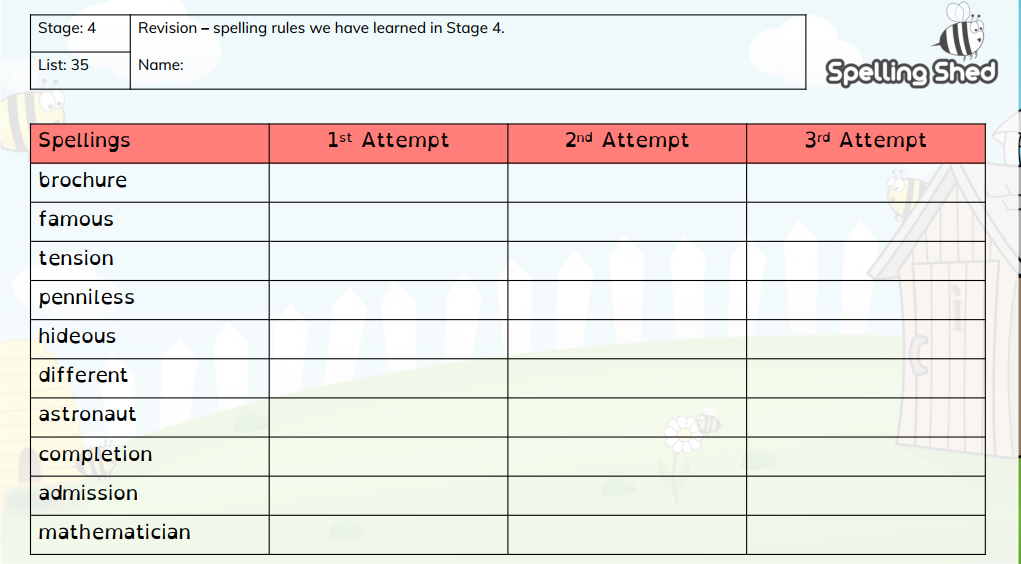 Stage: 4
Revision – spelling rules we have learned in Stage 4.
List: 35
Name:
Spelling Shed
Spellings 1st Attempt 2nd Attempt 3rd Attempt
brochure
famous
tension
penniless
hideous
different
astronaut
completion
admission
mathematician